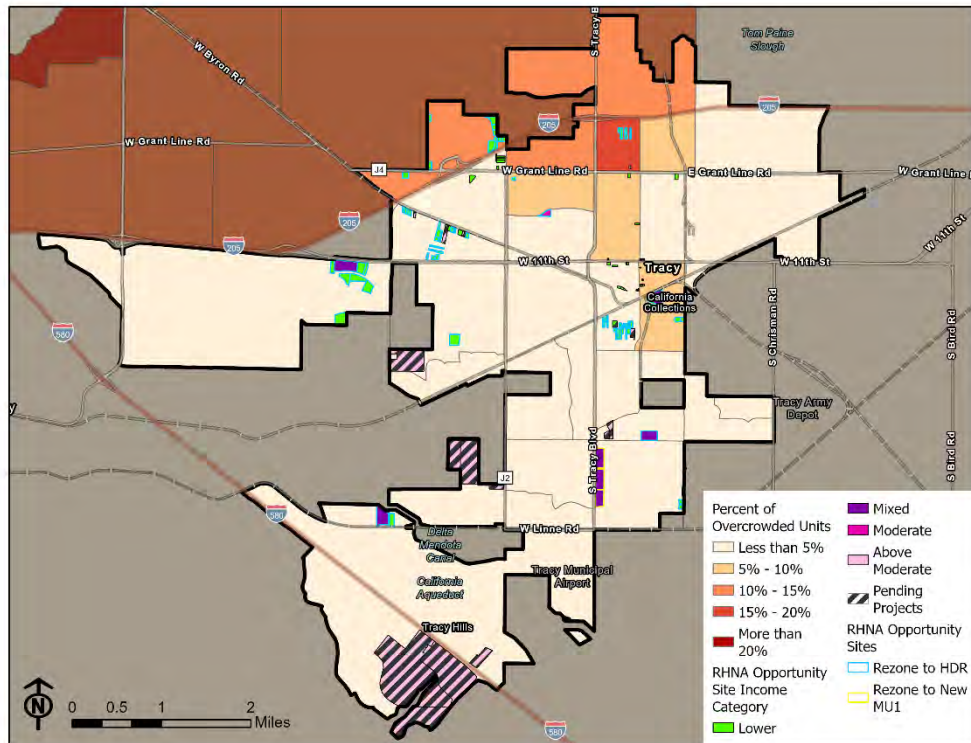 S Tracy B
Tom Paine
Slough
W Byron Rd
205
205
W Grant Line Rd
J4
W Grant Line Rd
E Grant Line Rd
W Grant Line R
205
205
W 11th St
W 11th St
Tracy
W 11th St
California
Collections
580
S Chrisman Rd
S Bird Rd
Tracy Army
Depot
y
S Tracy Blvd
S Bird Rd
J2
580
W Linne Rd
Delta
Mendota
Canal
Tracy Municipal
Airport
California
Aqueduct
Tracy Hills
580
N
0 0.5 1 2
Miles
Percent of
Overcrowded Units
Less than 5%
5% - 10%
10% - 15%
15% - 20%
More than
20%
RHNA Opportunity
Site Income
Category
Lower
Mixed
Moderate
Above
Moderate
Pending
Projects
RHNA Opportunity
Sites
Rezone to HDR
Rezone to New
MU1